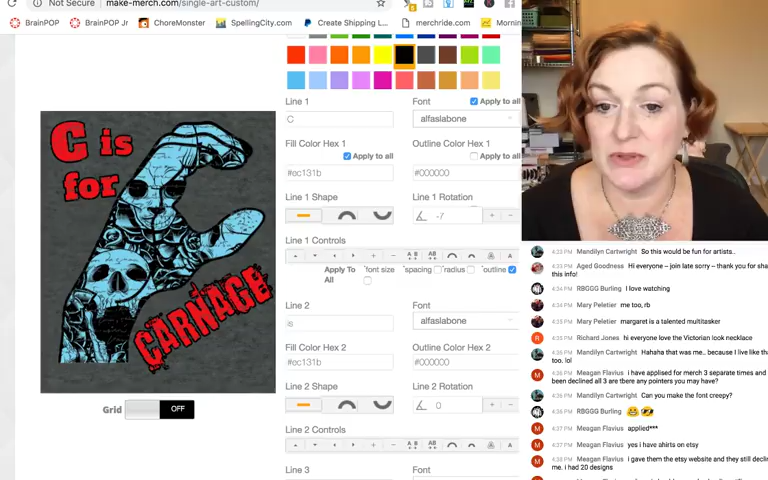 Not Secure make-merch.com/single-art-custom/
BrainPOP BrainPOP Jr ChoreMonster SpellingCity.com Create Shipping L merchride.com Mornin
Line 1 Font Apply to all
C alfaslabone
Fill Color Hex 1 Outline Color Hex 1
Apply to all
#ec131b #000000
Line 1 Shape Line 1 Rotation
-7
Line 1 Controls
Apply To All font size spacing radius outline
Line 2 Font
is alfaslabone
Fill Color Hex 2 Outline Color Hex 2
#ec131b #000000
Line 2 Shape Line 2 Rotation
0
Line 2 Controls
Line 3 Font
C is
for
CARNAGE
Grid OFF
4:33 PM Mandilyn Cartwright So this would be fun for artists..
4:33 PM Aged Goodness Hi everyone – join late sorry – thank you for sha
this info!
4:34 PM RBGGG Burling I love watching
4:34 PM Mary Peletier me too, rb
4:35 PM Mary Peletier margaret is a talented multitasker
4:35 PM Richard Jones hi everyone love the Victorian look necklace
4:35 PM Mandilyn Cartwright Hahaha that was me.. because I live like tha
too. lol
4:36 PM Meagan Flavius i have applised for merch 3 separate times and
been declined all 3 are there any pointers you may have?
4:36 PM Mandilyn Cartwright Can you make the font creepy?
4:36 PM RBGGG Burling
4:37 PM Meagan Flavius applied***
4:37 PM Meagan Flavius yes i have ahirts on etsy
4:38 PM Meagan Flavius i gave them the etsy website and they still decli
me. i had 20 designs